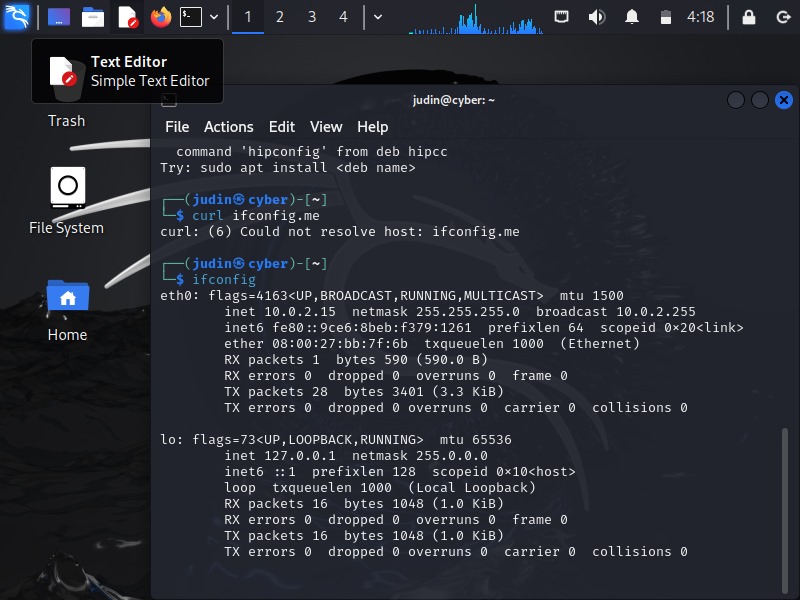 1 2 3 4
4:18
Text Editor
Simple Text Editor
Trash
File System
Home
judin@cyber: ~
File Actions Edit View Help
command 'hipconfig' from deb hipcc
Try: sudo apt install <deb name>
┌──(judin㉿cyber)-[~]
└─$ curl ifconfig.me
curl: (6) Could not resolve host: ifconfig.me
┌──(judin㉿cyber)-[~]
└─$ ifconfig
eth0: flags=4163<UP,BROADCAST,RUNNING,MULTICAST>  mtu 1500
inet 10.0.2.15  netmask 255.255.255.0  broadcast 10.0.2.255
inet6 fe80::9ce6:8beb:f379:1261  prefixlen 64  scopeid 0×20<link>
ether 08:00:27:bb:7f:6b  txqueuelen 1000  (Ethernet)
RX packets 1  bytes 590 (590.0 B)
RX errors 0  dropped 0  overruns 0  frame 0
TX packets 28  bytes 3401 (3.3 KiB)
TX errors 0  dropped 0 overruns 0  carrier 0  collisions 0
lo: flags=73<UP,LOOPBACK,RUNNING>  mtu 65536
inet 127.0.0.1  netmask 255.0.0.0
inet6 ::1  prefixlen 128  scopeid 0×10<host>
loop  txqueuelen 1000  (Local Loopback)
RX packets 16  bytes 1048 (1.0 KiB)
RX errors 0  dropped 0  overruns 0  frame 0
TX packets 16  bytes 1048 (1.0 KiB)
TX errors 0  dropped 0 overruns 0  carrier 0  collisions 0